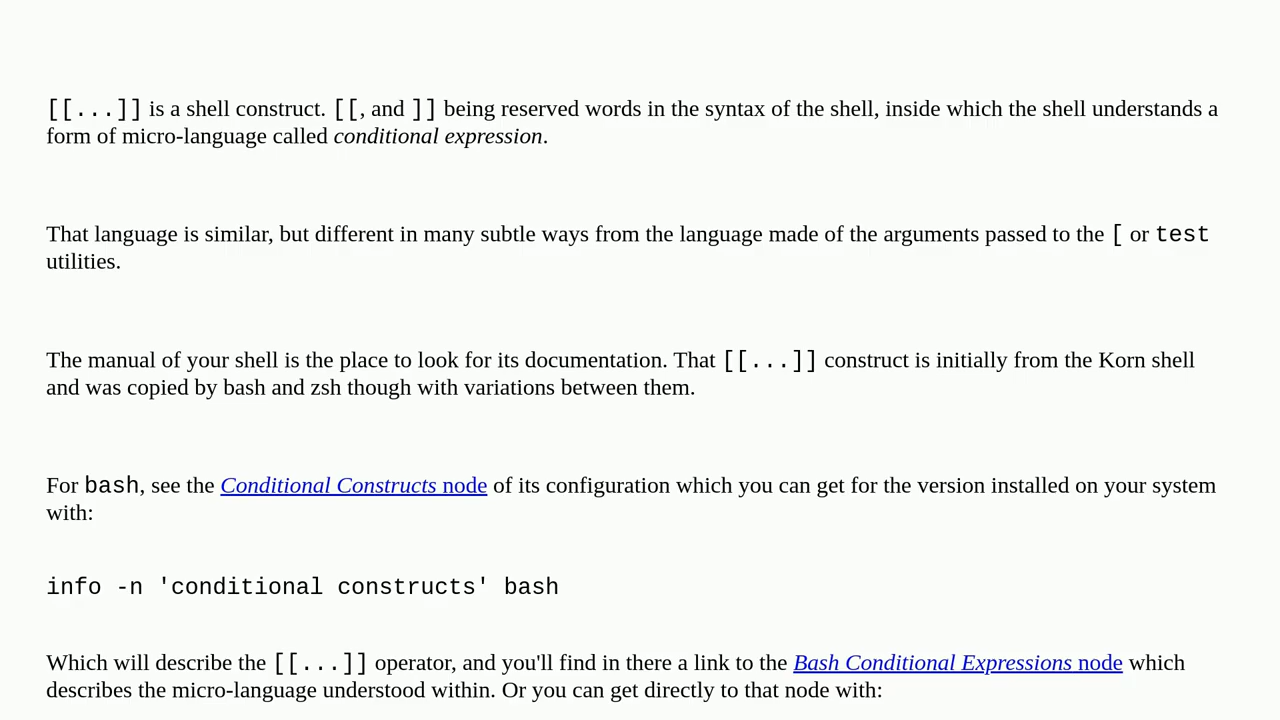 [[...]] is a shell construct. [[, and ]] being reserved words in the syntax of the shell, inside which the shell understands a
form of micro-language called conditional expression.
That language is similar, but different in many subtle ways from the language made of the arguments passed to the [ or test
utilities.
The manual of your shell is the place to look for its documentation. That [[...]] construct is initially from the Korn shell
and was copied by bash and zsh though with variations between them.
For bash, see the Conditional Constructs node of its configuration which you can get for the version installed on your system
with:
info -n 'conditional constructs' bash
Which will describe the [[...]] operator, and you'll find in there a link to the Bash Conditional Expressions node which
describes the micro-language understood within. Or you can get directly to that node with: